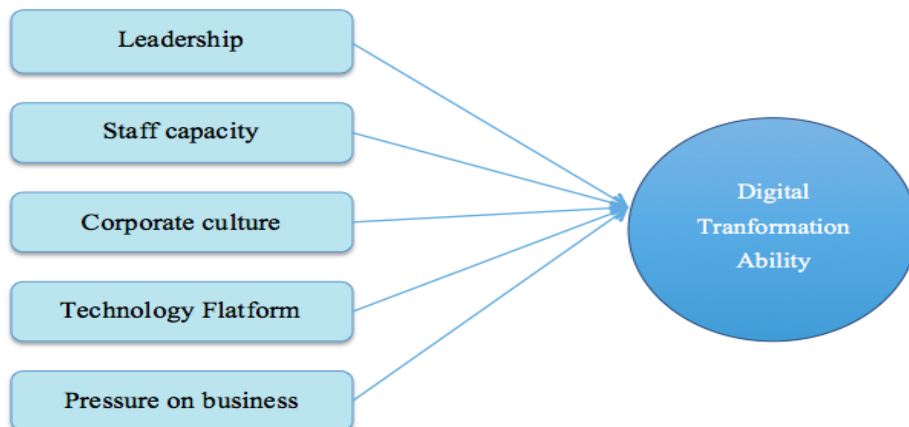 Leadership
Staff capacity
Corporate culture
Technology Flatform
Pressure on business
Digital
Tranformation
Ability